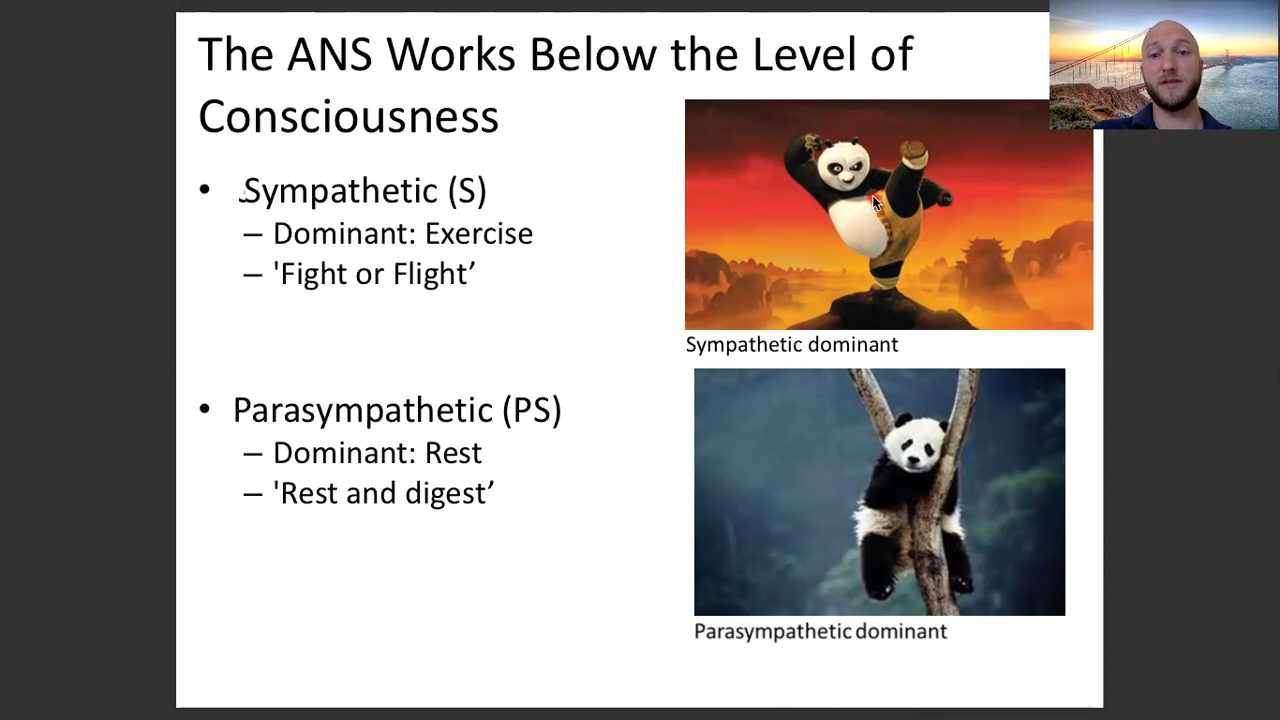 The ANS Works Below the Level of
Consciousness
• Sympathetic (S)
– Dominant: Exercise
– 'Fight or Flight’
Sympathetic dominant
• Parasympathetic (PS)
– Dominant: Rest
– 'Rest and digest’
Parasympathetic dominant